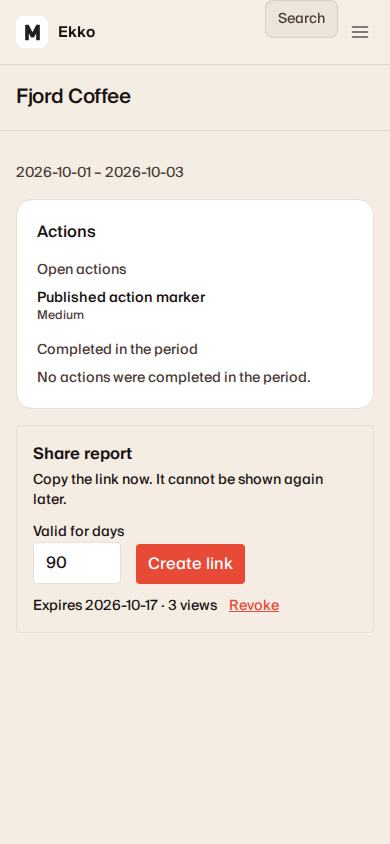 Ekko
Search
Fjord Coffee
2026-10-01 – 2026-10-03
Actions
Open actions
Published action marker
Medium
Completed in the period
No actions were completed in the period.
Share report
Copy the link now. It cannot be shown again
later.
Valid for days
90
Create link
Expires 2026-10-17 · 3 views Revoke